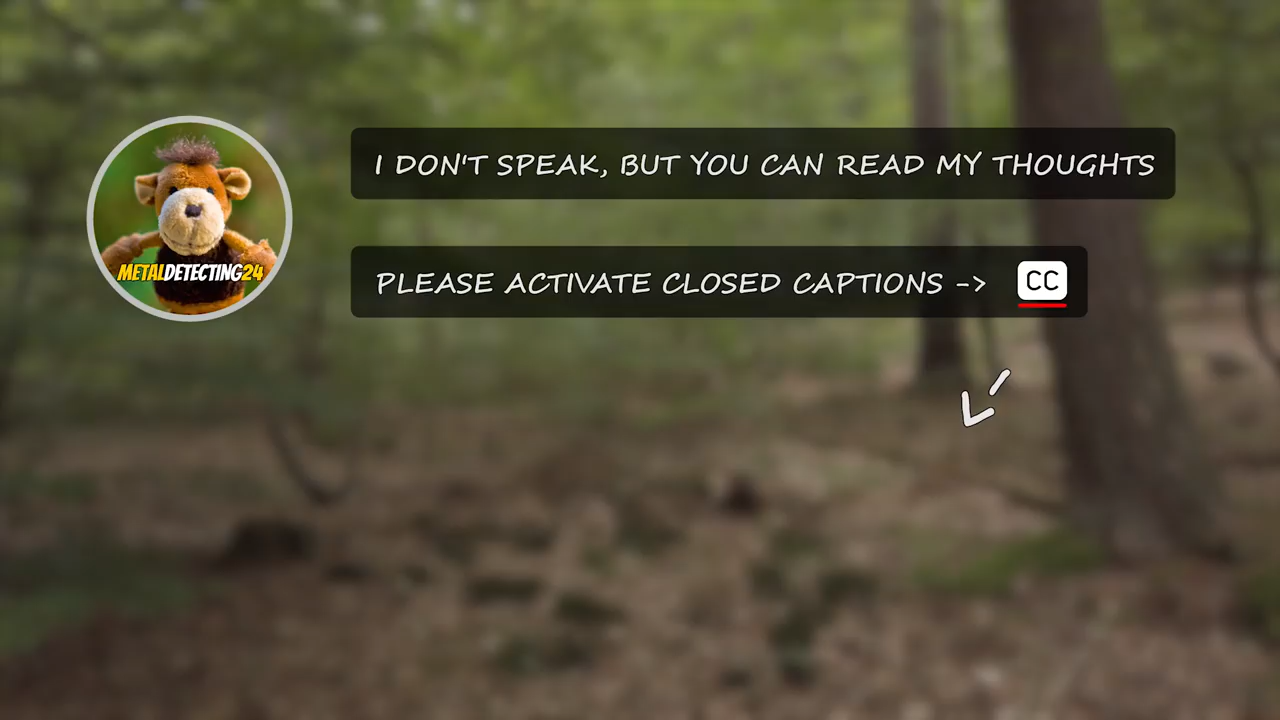 I DON'T SPEAK, BUT YOU CAN READ MY THOUGHTS
METALDETECTING24
PLEASE ACTIVATE CLOSED CAPTIONS -> CC